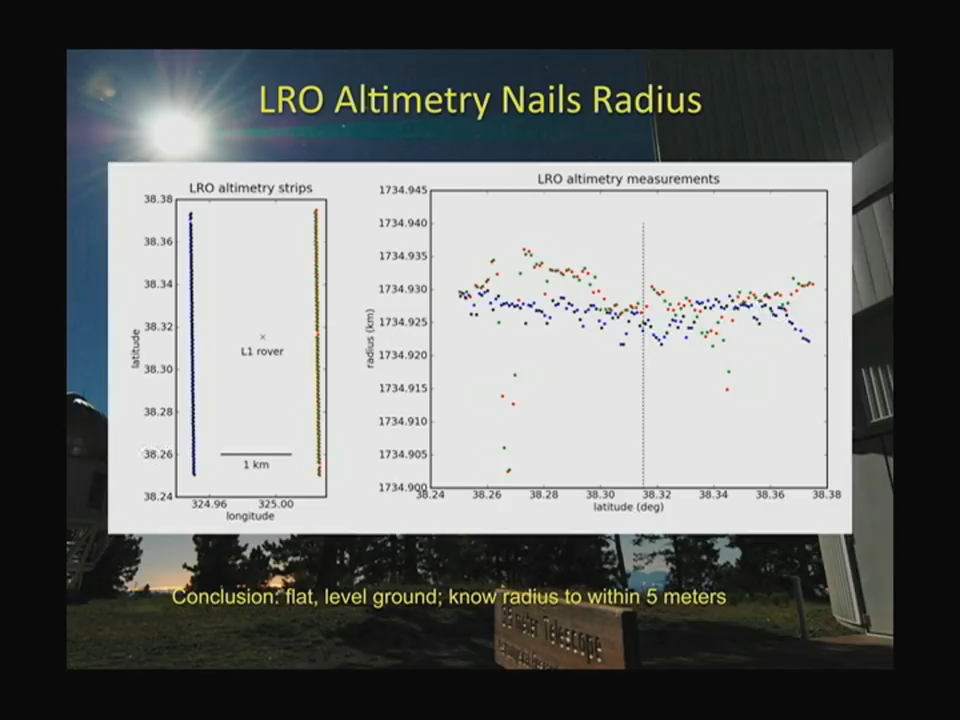 LRO Altimetry Nails Radius
LRO altimetry strips
38.38
38.36
38.34
38.32
38.30
38.28
38.26
38.24
latitude
L1 rover
1 km
324.96 325.00
longitude
LRO altimetry measurements
1734.945
1734.940
1734.935
1734.930
1734.925
1734.920
1734.915
1734.910
1734.905
1734.900
radius (km)
38.24 38.26 38.28 38.30 38.32 38.34 38.36 38.38
latitude (deg)
Conclusion: flat, level ground; know radius to within 5 meters
meter Telescope